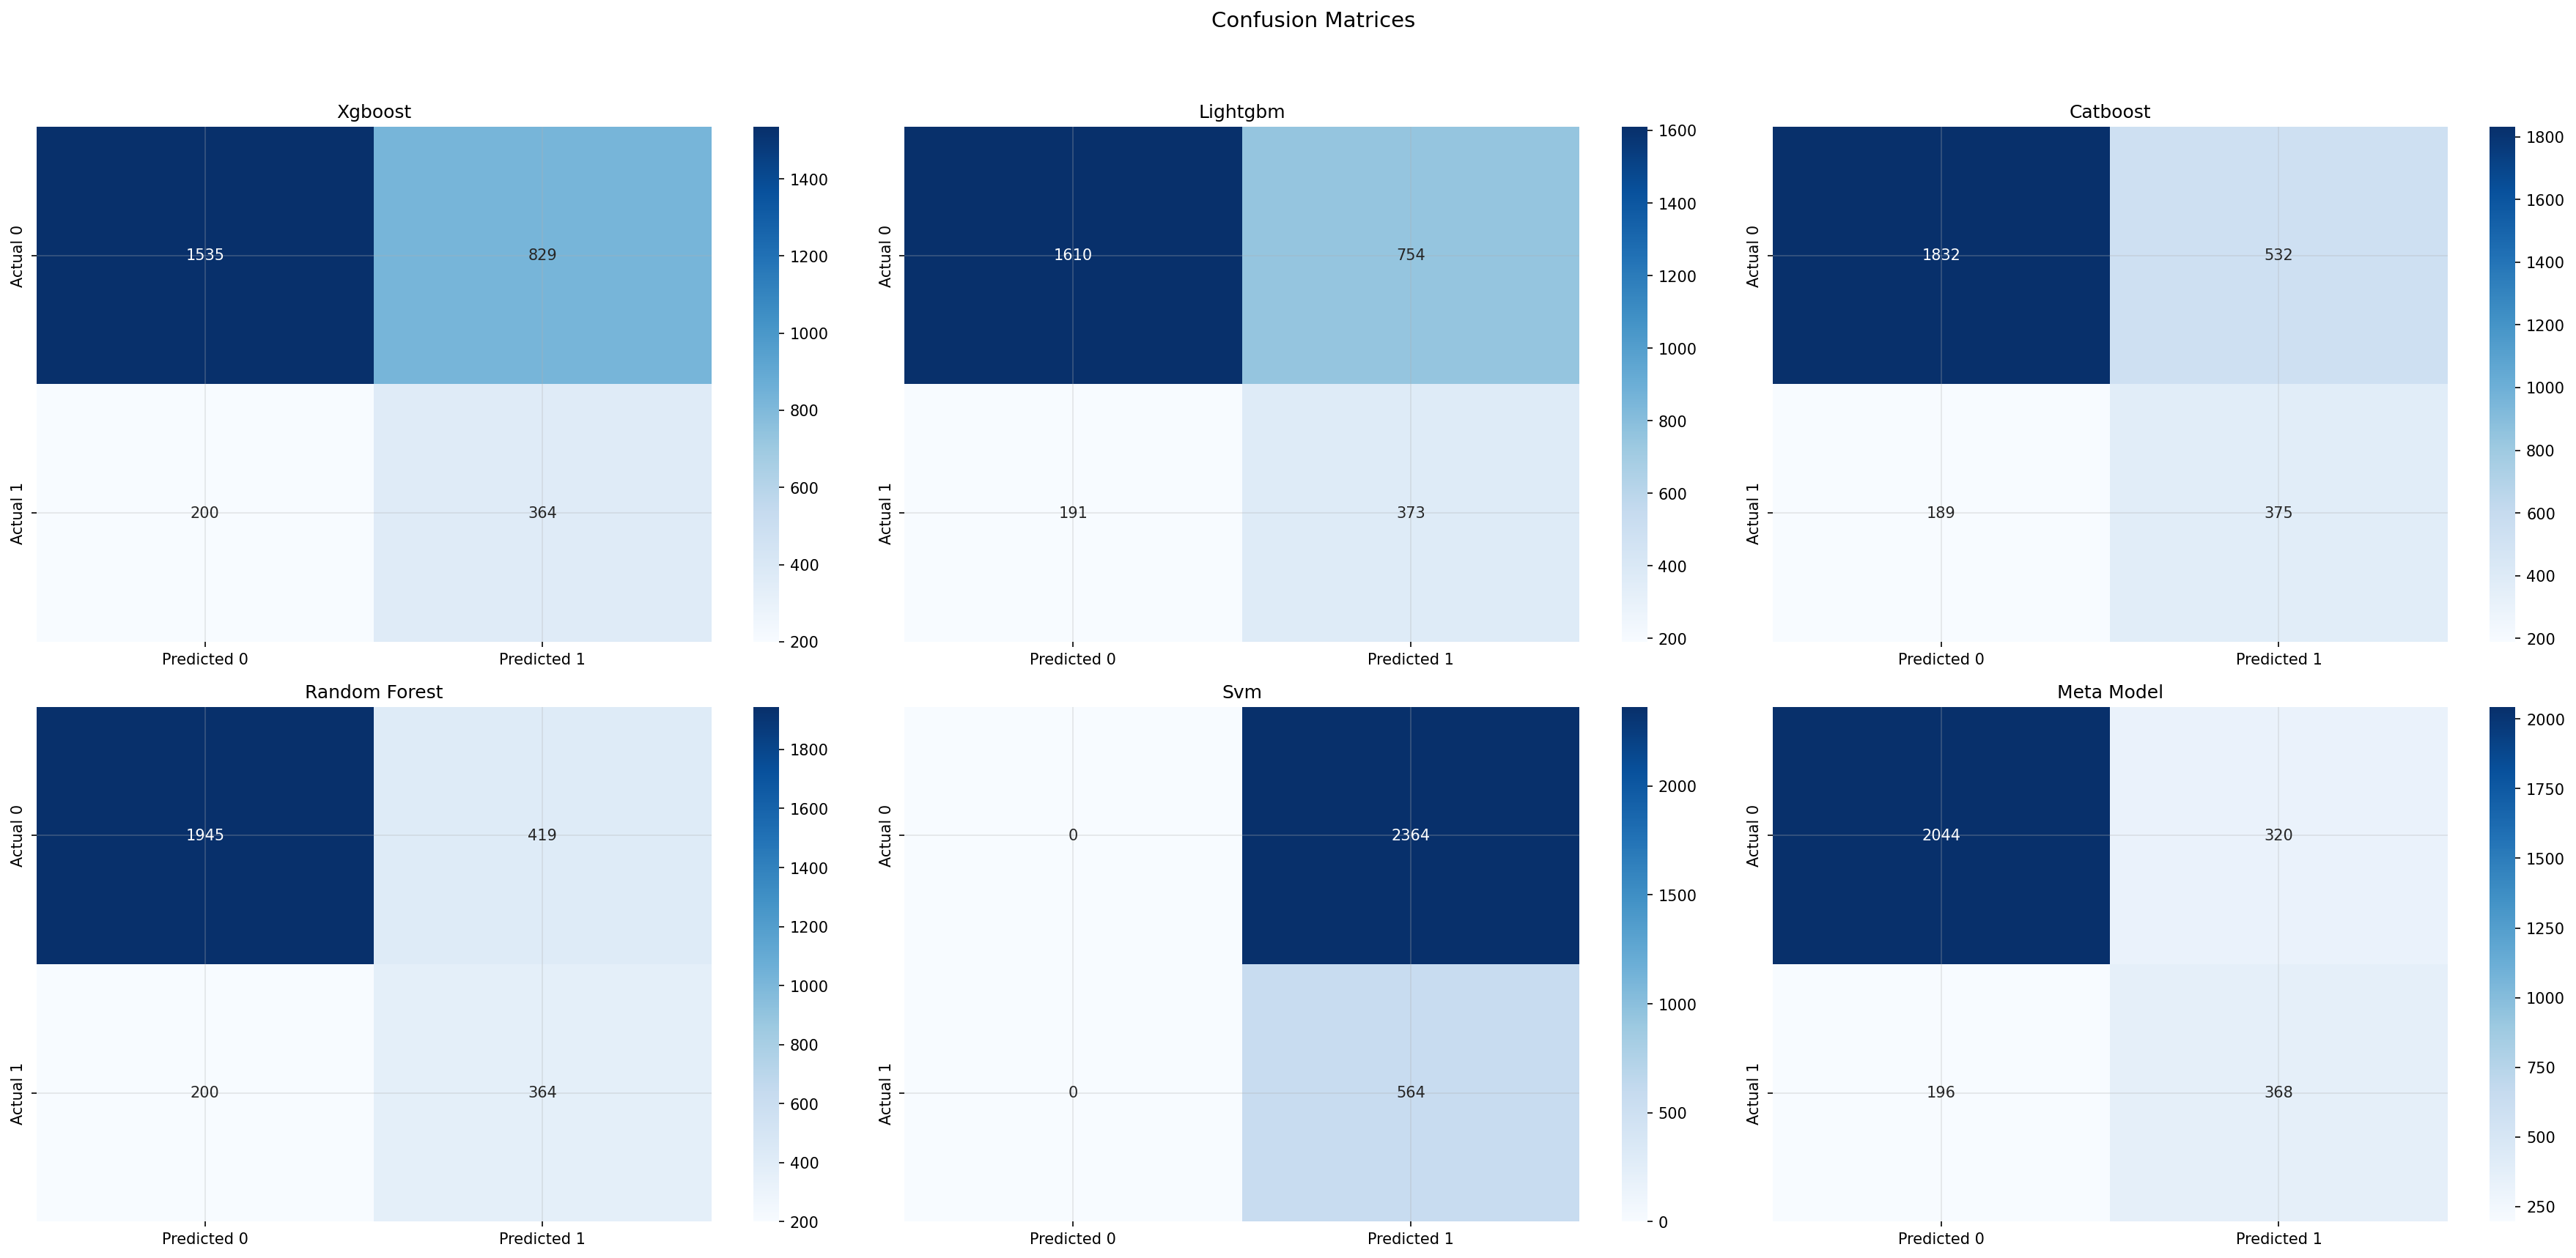 Confusion Matrices
Xgboost
Actual 0
1535
829
Actual 1
200
364
Predicted 0
Predicted 1
1400
1200
1000
800
600
400
200
Lightgbm
Actual 0
1610
754
Actual 1
191
373
Predicted 0
Predicted 1
1600
1400
1200
1000
800
600
400
200
Catboost
Actual 0
1832
532
Actual 1
189
375
Predicted 0
Predicted 1
1800
1600
1400
1200
1000
800
600
400
200
Random Forest
Actual 0
1945
419
Actual 1
200
364
Predicted 0
Predicted 1
1800
1600
1400
1200
1000
800
600
400
200
Svm
Actual 0
0
2364
Actual 1
0
564
Predicted 0
Predicted 1
2000
1500
1000
500
0
Meta Model
Actual 0
2044
320
Actual 1
196
368
Predicted 0
Predicted 1
2000
1750
1500
1250
1000
750
500
250